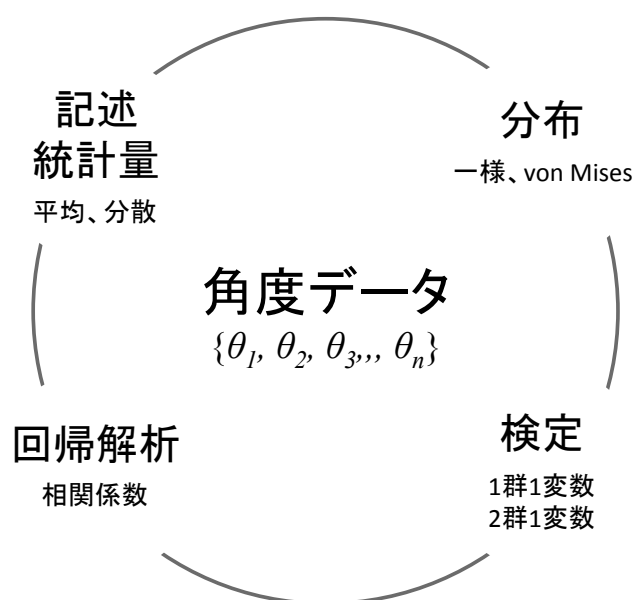 記述
統計量
平均、分散
分布
一様、von Mises
角度データ
{θ1, θ2, θ3,,, θn}
回帰解析
相関係数
検定
1群1変数
2群1変数